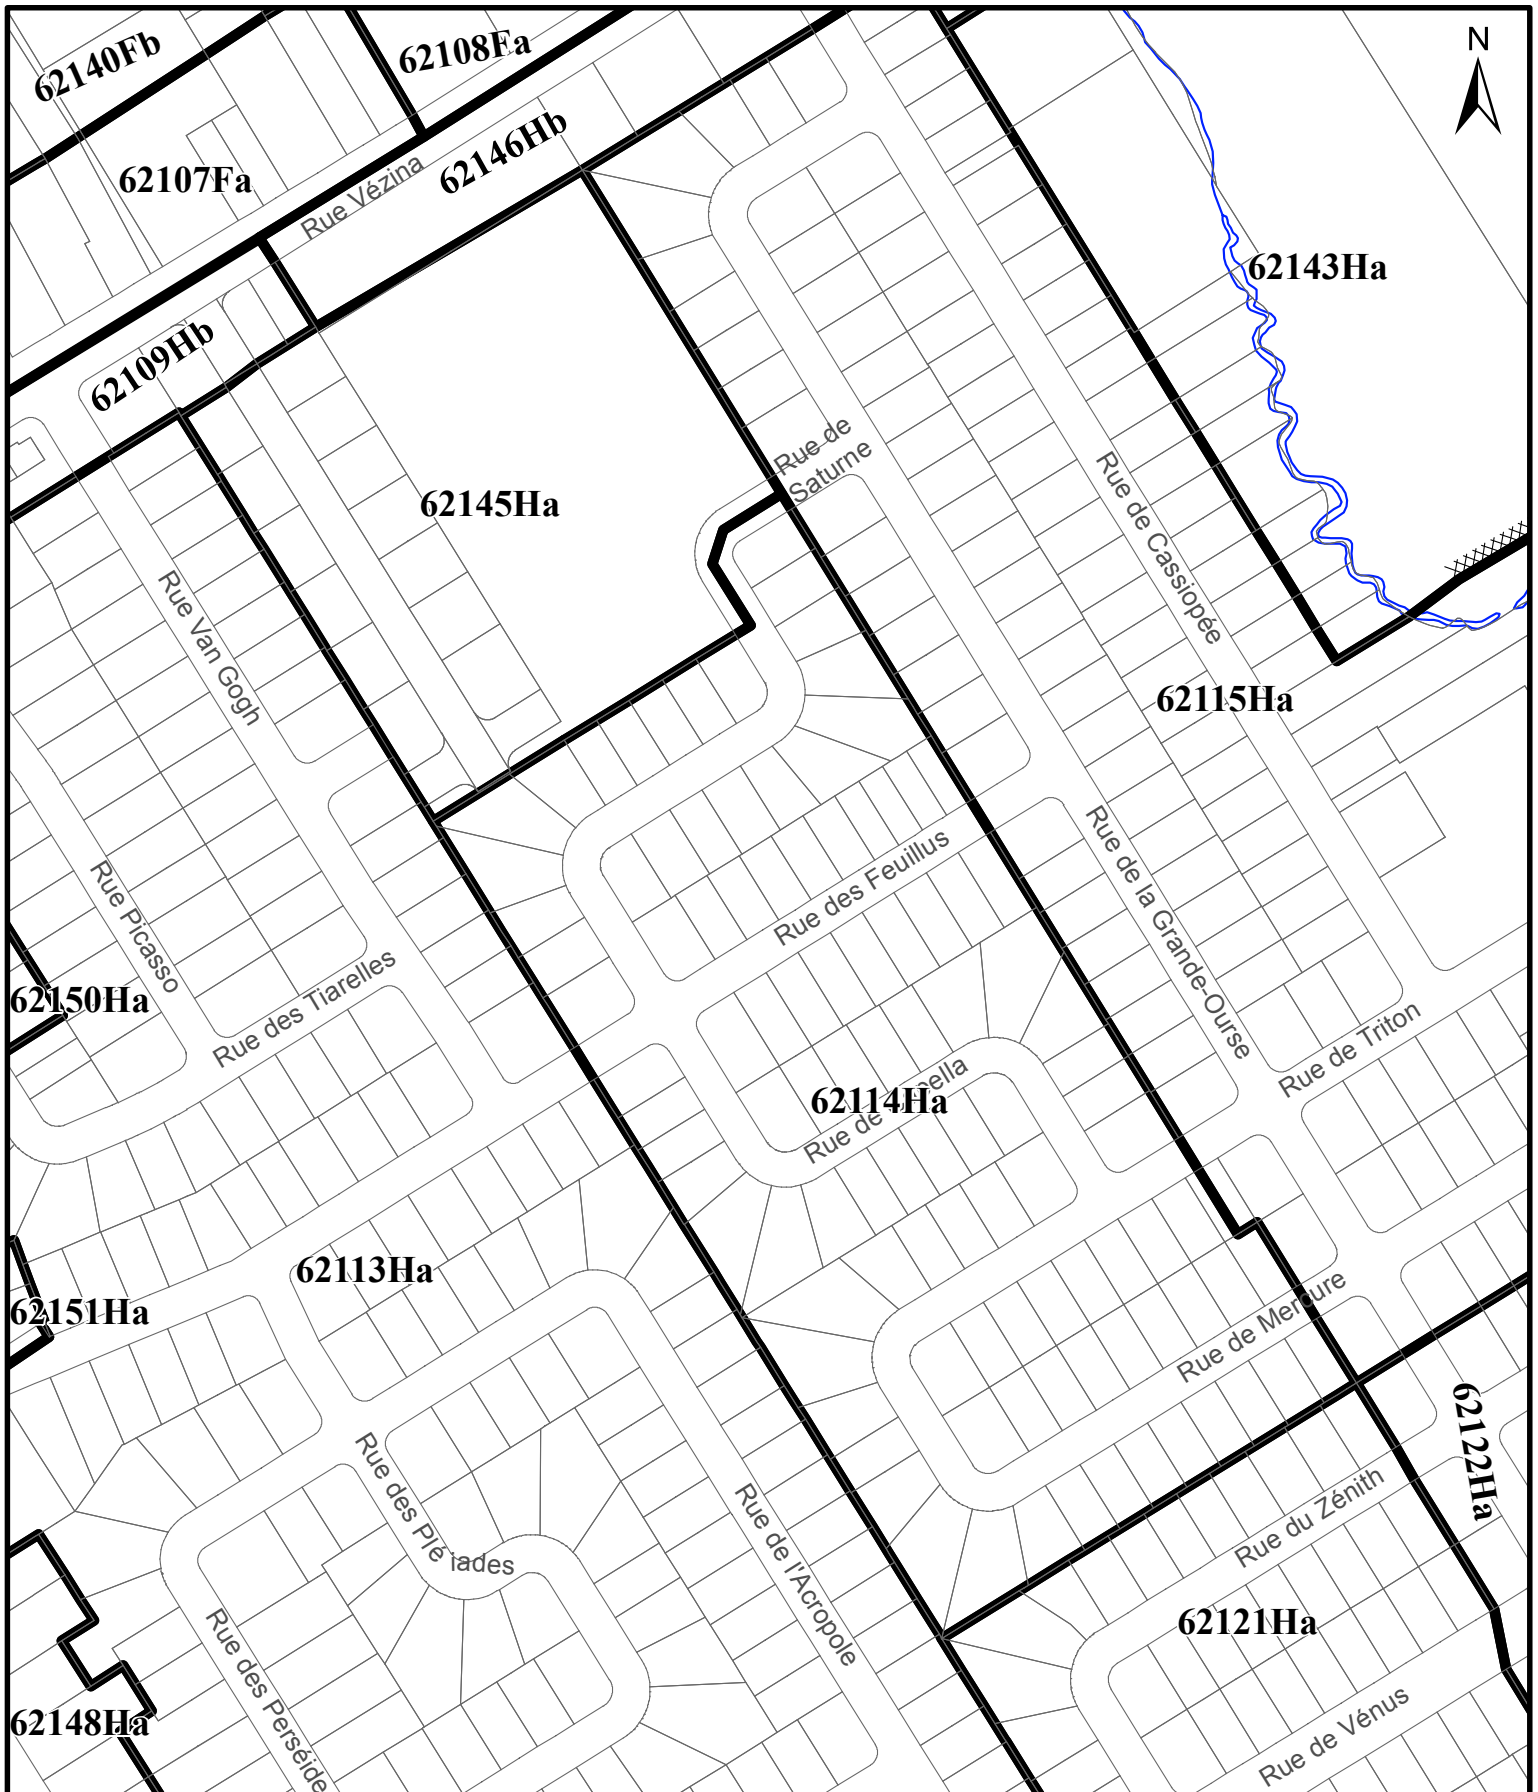 62140Fb
62108Fa
N
62107Fa
62146Hb
Rue Vézina
62143Ha
62109Hb
Rue de
Saturne
62145Ha
Rue de Cassiopée
Rue Van Gogh
62115Ha
Rue Picasso
Rue des Feuillus
Rue de la Grande-Ourse
62150Ha
Rue des Tiarelles
Rue de Triton
62114Ha
Rue de
ella
62113Ha
62151Ha
Rue de Mercure
62122Ha
Rue des Plé iades
Rue de l'Acropole
Rue du Zénith
62121Ha
Rue des Perséide
62148Ha
Rue de Vénus